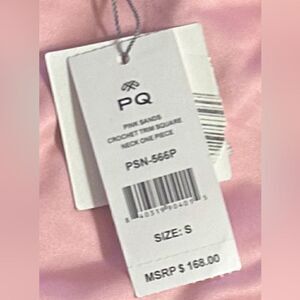 PQ
PINK SANDS
CROCHET TRIM SQUARE
NECK ONE PIECE
PSN-566P
SIZE: S
MSRP $ 168.00